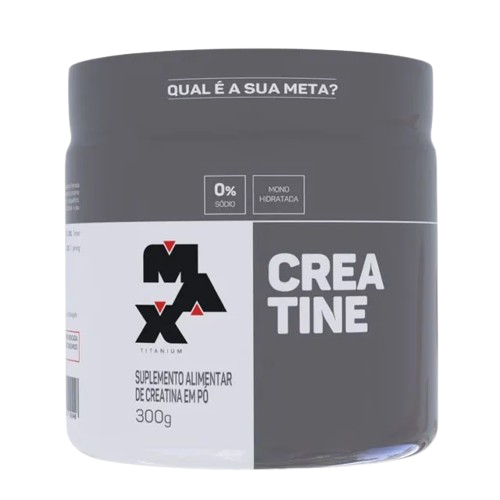 QUAL É A SUA META?
0%
SÓDIO
MONO
HIDRATADA
MAX
TITANIUM
CREA
TINE
SUPLEMENTO ALIMENTAR
DE CREATINA EM PÓ
300g